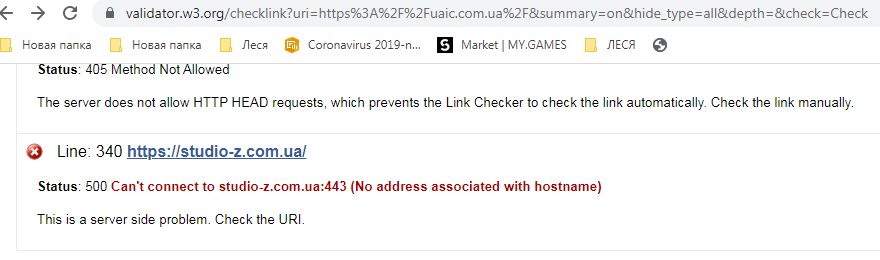 validator.w3.org/checklink?uri=https%3A%2F%2Fuaic.com.ua%2F&summary=on&hide_type=all&depth=&check=Check
Новая папка Новая папка Леся Coronavirus 2019-n... S Market | MY.GAMES ЛЕСЯ
Status: 405 Method Not Allowed
The server does not allow HTTP HEAD requests, which prevents the Link Checker to check the link automatically. Check the link manually.
Line: 340 https://studio-z.com.ua/
Status: 500 Can't connect to studio-z.com.ua:443 (No address associated with hostname)
This is a server side problem. Check the URI.